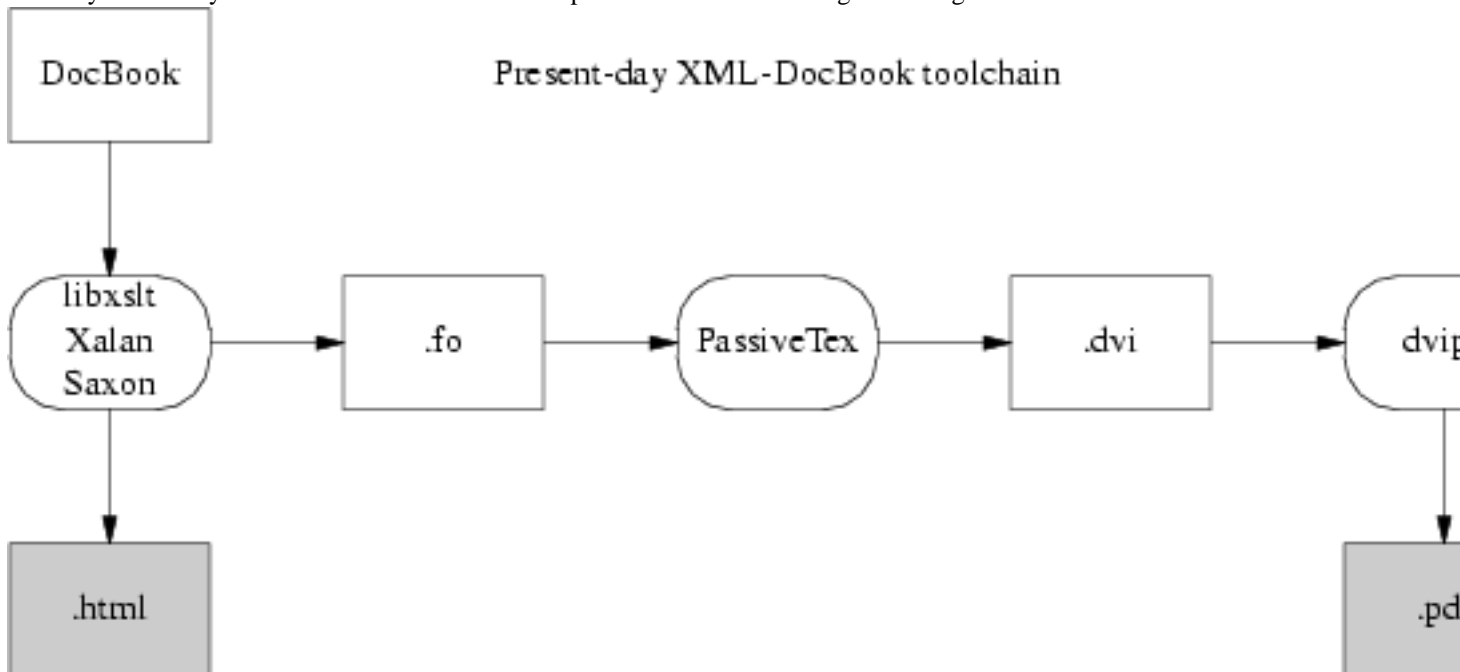 DocBook
Present-day XML-DocBook toolchain
libxslt
Xalan
Saxon
.fo
PassiveTex
.dvi
.html